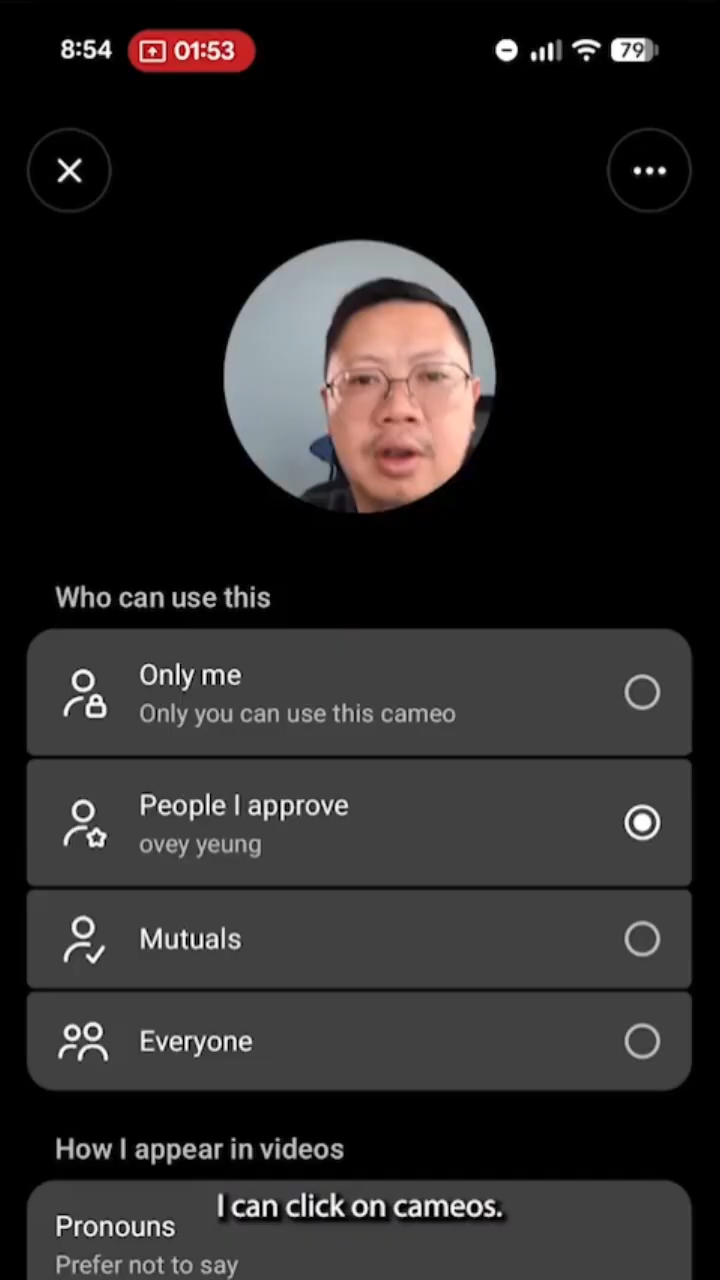 8:54 01:53 79
Who can use this
Only me
Only you can use this cameo
People I approve
ovey yeung
Mutuals
Everyone
How I appear in videos
I can click on cameos.
Pronouns
Prefer not to say